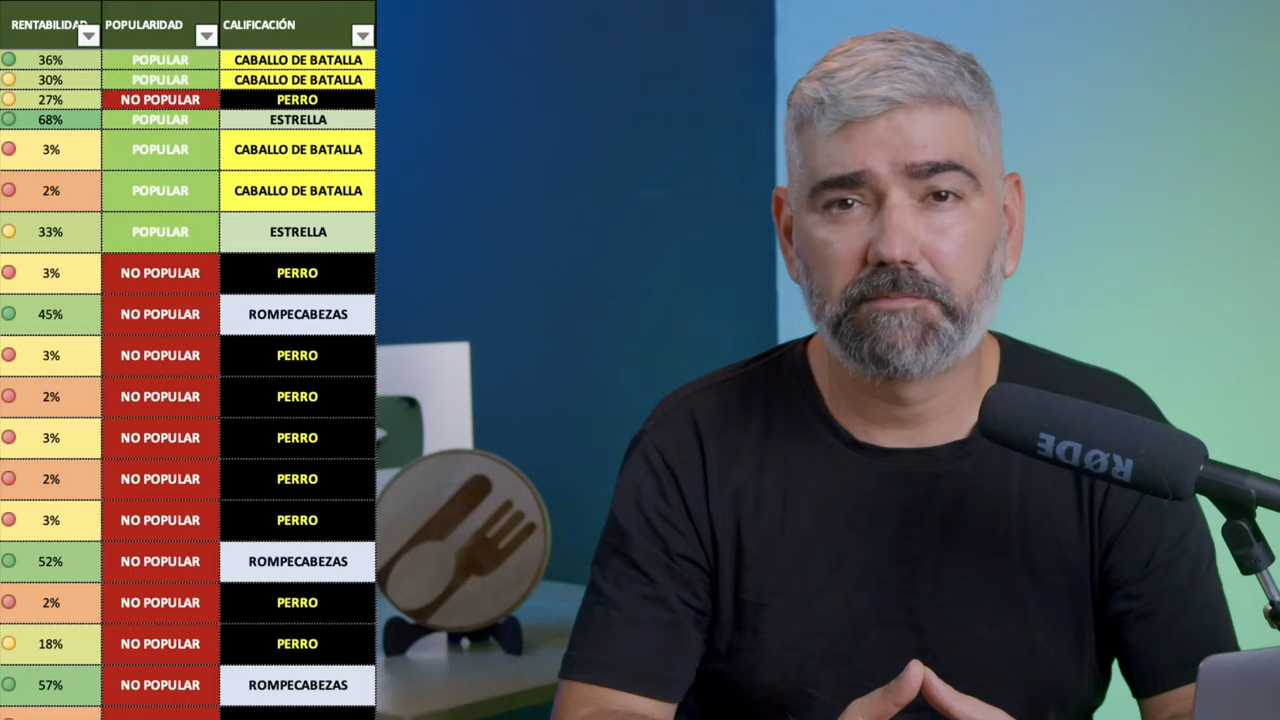 RENTABILIDAD POPULARIDAD CALIFICACIÓN
36% POPULAR CABALLO DE BATALLA
30% POPULAR CABALLO DE BATALLA
27% NO POPULAR PERRO
68% POPULAR ESTRELLA
3% POPULAR CABALLO DE BATALLA
2% POPULAR CABALLO DE BATALLA
33% POPULAR ESTRELLA
3% NO POPULAR PERRO
45% NO POPULAR ROMPECABEZAS
3% NO POPULAR PERRO
2% NO POPULAR PERRO
3% NO POPULAR PERRO
2% NO POPULAR PERRO
3% NO POPULAR PERRO
52% NO POPULAR ROMPECABEZAS
2% NO POPULAR PERRO
18% NO POPULAR PERRO
57% NO POPULAR ROMPECABEZAS
RØDE